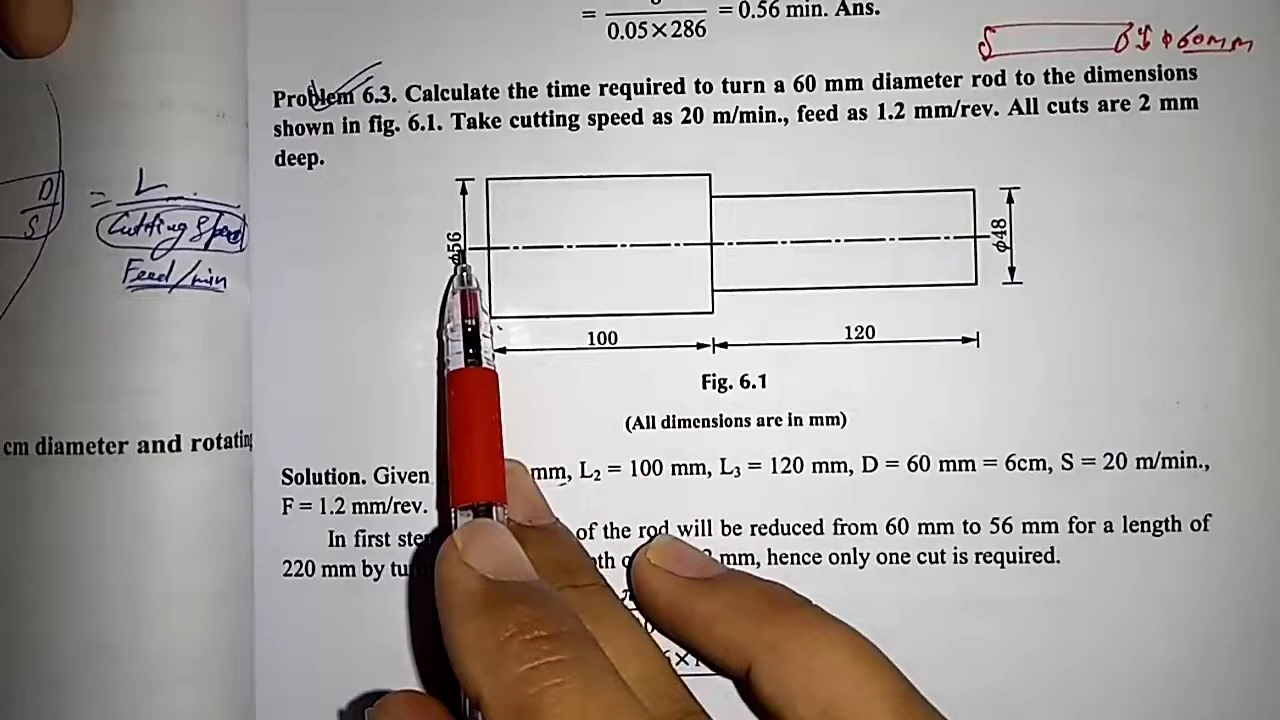 = 0.05×286 = 0.56 min. Ans.
φ 60mm
Problem 6.3. Calculate the time required to turn a 60 mm diameter rod to the dimensions
shown in fig. 6.1. Take cutting speed as 20 m/min., feed as 1.2 mm/rev. All cuts are 2 mm
deep.
D
S
= L
Cutting Speed
Feed/min
φ56
φ48
100
120
Fig. 6.1
(All dimensions are in mm)
cm diameter and rotating
Solution. Given mm, L₂ = 100 mm, L₃ = 120 mm, D = 60 mm = 6cm, S = 20 m/min.,
F = 1.2 mm/rev.
In first of the rod will be reduced from 60 mm to 56 mm for a length of
220 mm by mm, hence only one cut is required.